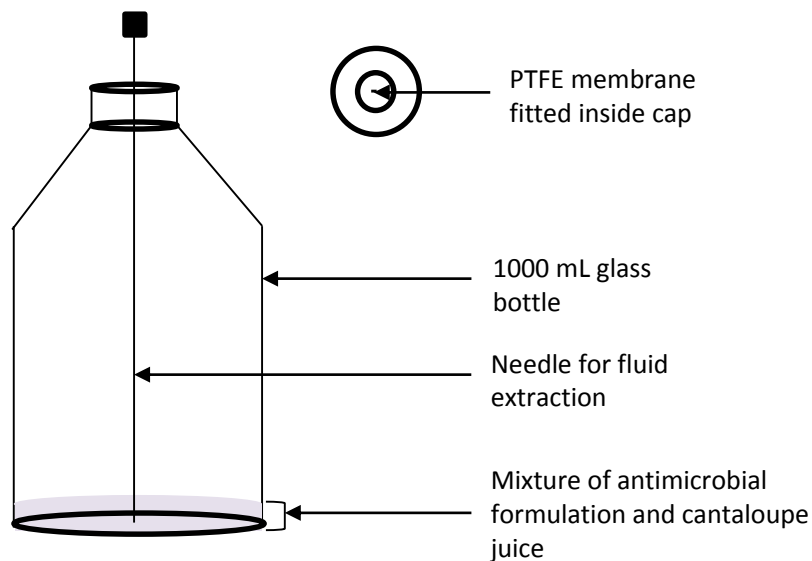 PTFE membrane
fitted inside cap
1000 mL glass
bottle
Needle for fluid
extraction
Mixture of antimicrobial
formulation and cantaloupe
juice